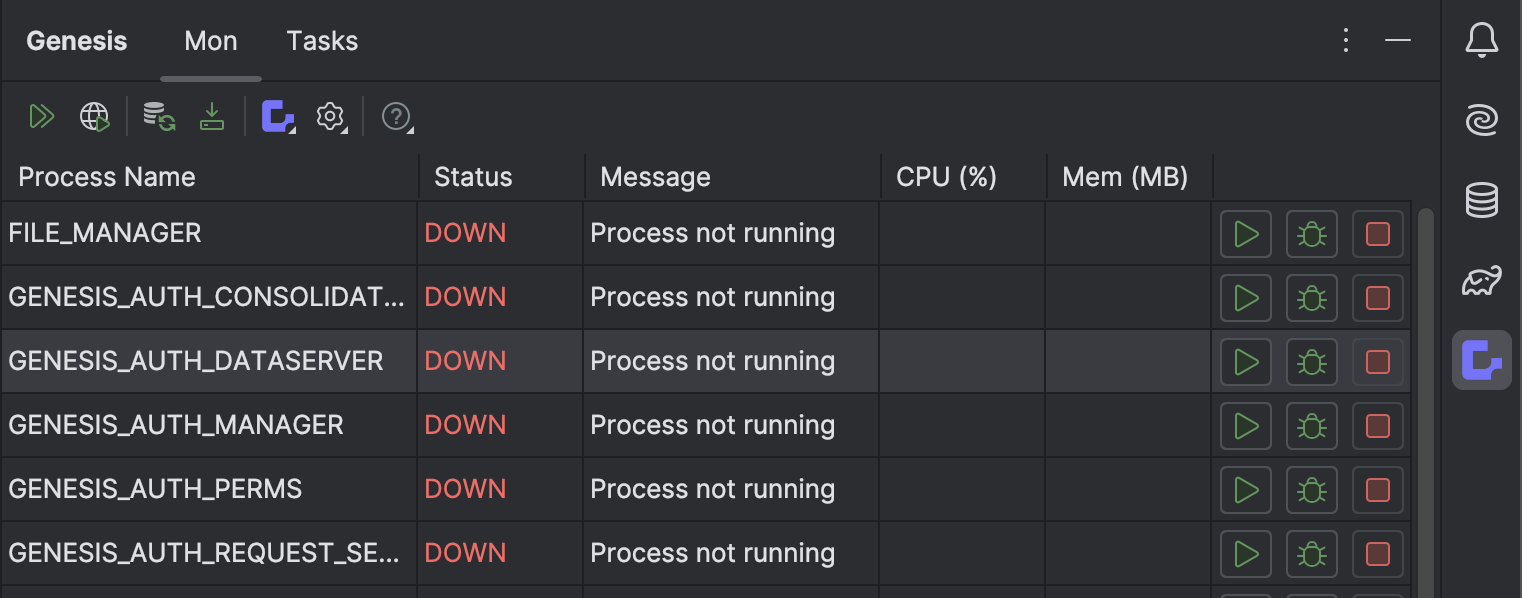 Genesis Mon Tasks
?
Process Name Status Message CPU (%) Mem (MB)
FILE_MANAGER DOWN Process not running
GENESIS_AUTH_CONSOLIDAT... DOWN Process not running
GENESIS_AUTH_DATASERVER DOWN Process not running
GENESIS_AUTH_MANAGER DOWN Process not running
GENESIS_AUTH_PERMS DOWN Process not running
GENESIS_AUTH_REQUEST_SE... DOWN Process not running